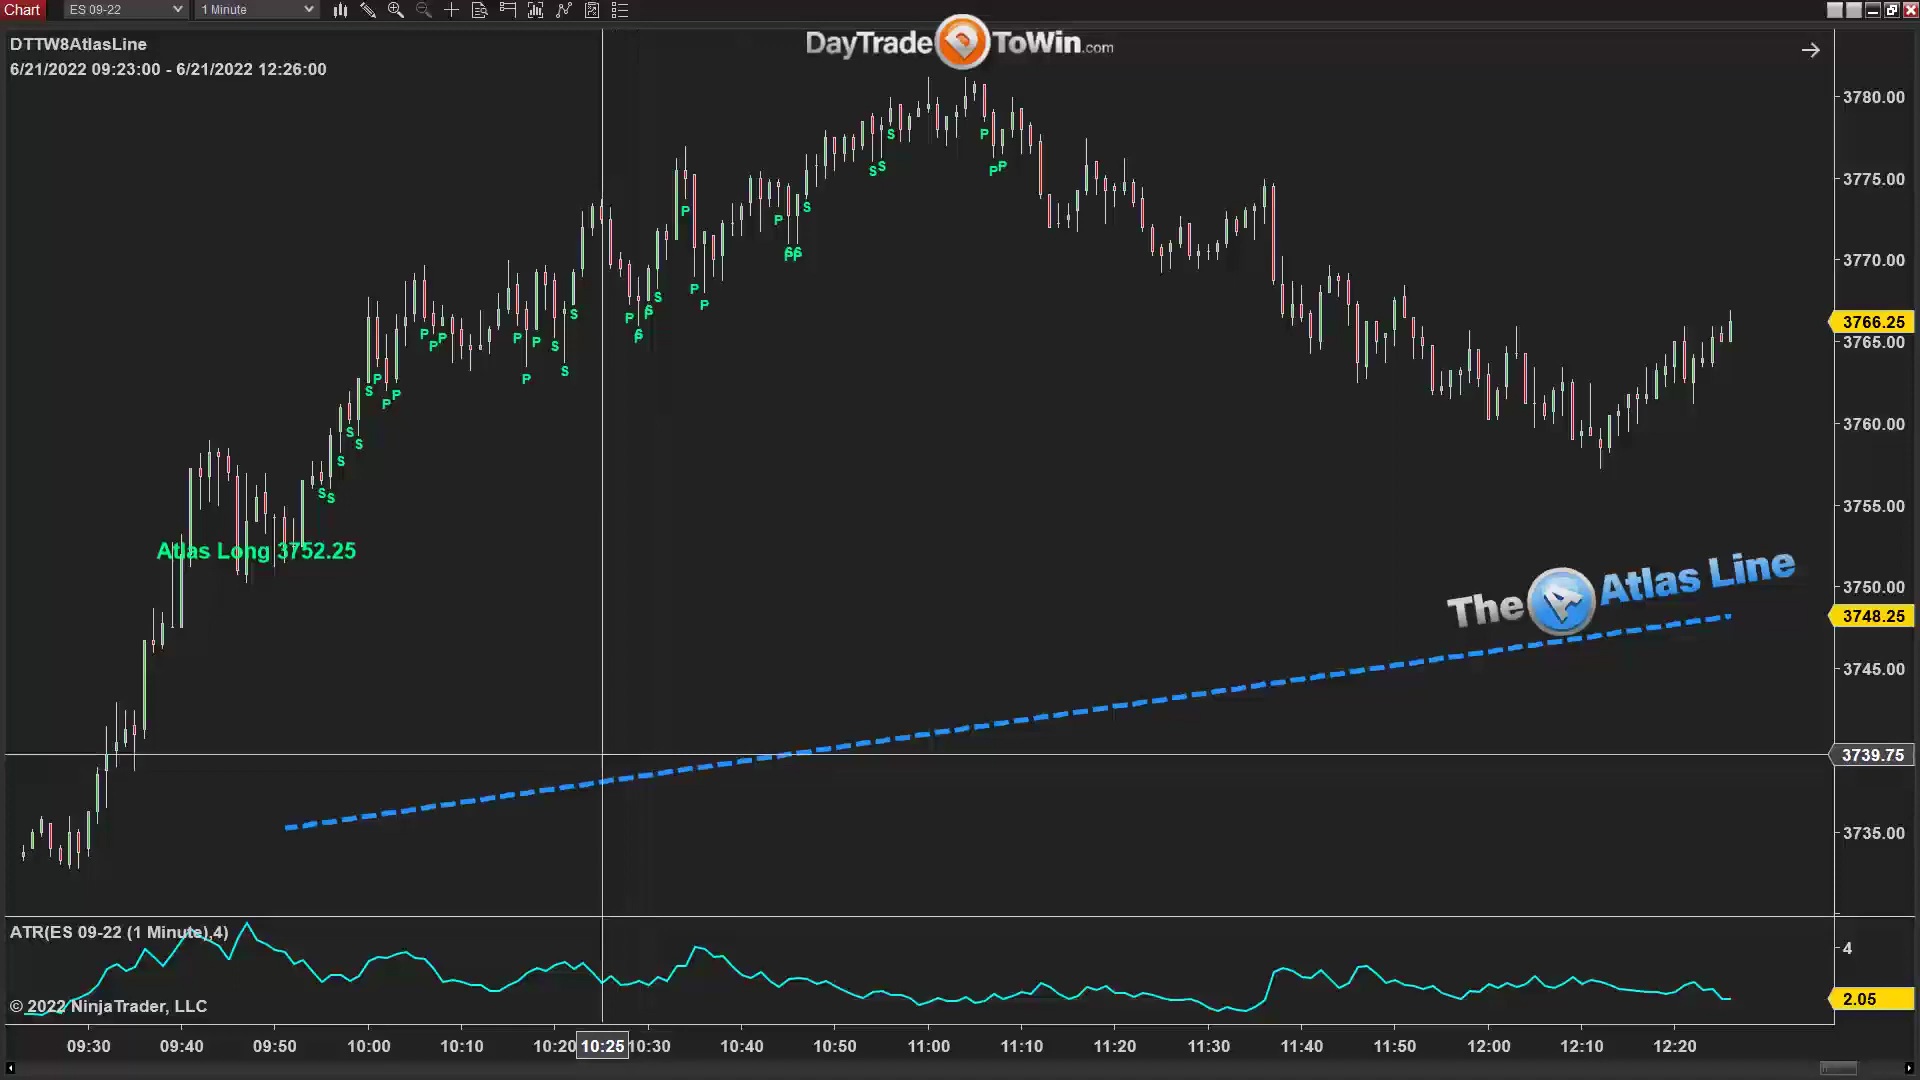 Chart ES 09-22 1 Minute
DayTradeToWin.com
DTTW8AtlasLine
6/21/2022 09:23:00 - 6/21/2022 12:26:00
3780.00
3775.00
3770.00
3766.25
3765.00
3760.00
3755.00
Atlas Long 3752.25
3750.00
The Atlas Line
3748.25
3745.00
3739.75
3735.00
ATR(ES 09-22 (1 Minute),4)
4
2.05
© 2022 NinjaTrader, LLC
09:30 09:40 09:50 10:00 10:10 10:20 10:25 10:30 10:40 10:50 11:00 11:10 11:20 11:30 11:40 11:50 12:00 12:10 12:20